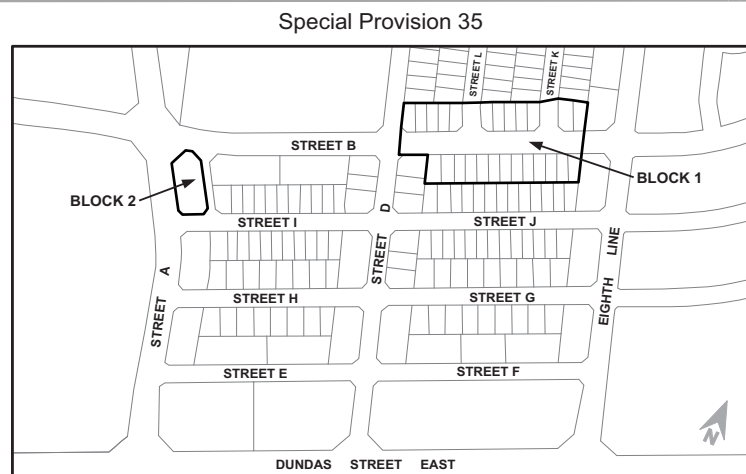 Special Provision 35
STREET L
STREET K
STREET B
BLOCK 1
BLOCK 2
STREET D
STREET I
STREET J
STREET A
EIGHTH LINE
STREET H
STREET G
STREET E
STREET F
DUNDAS STREET EAST
N